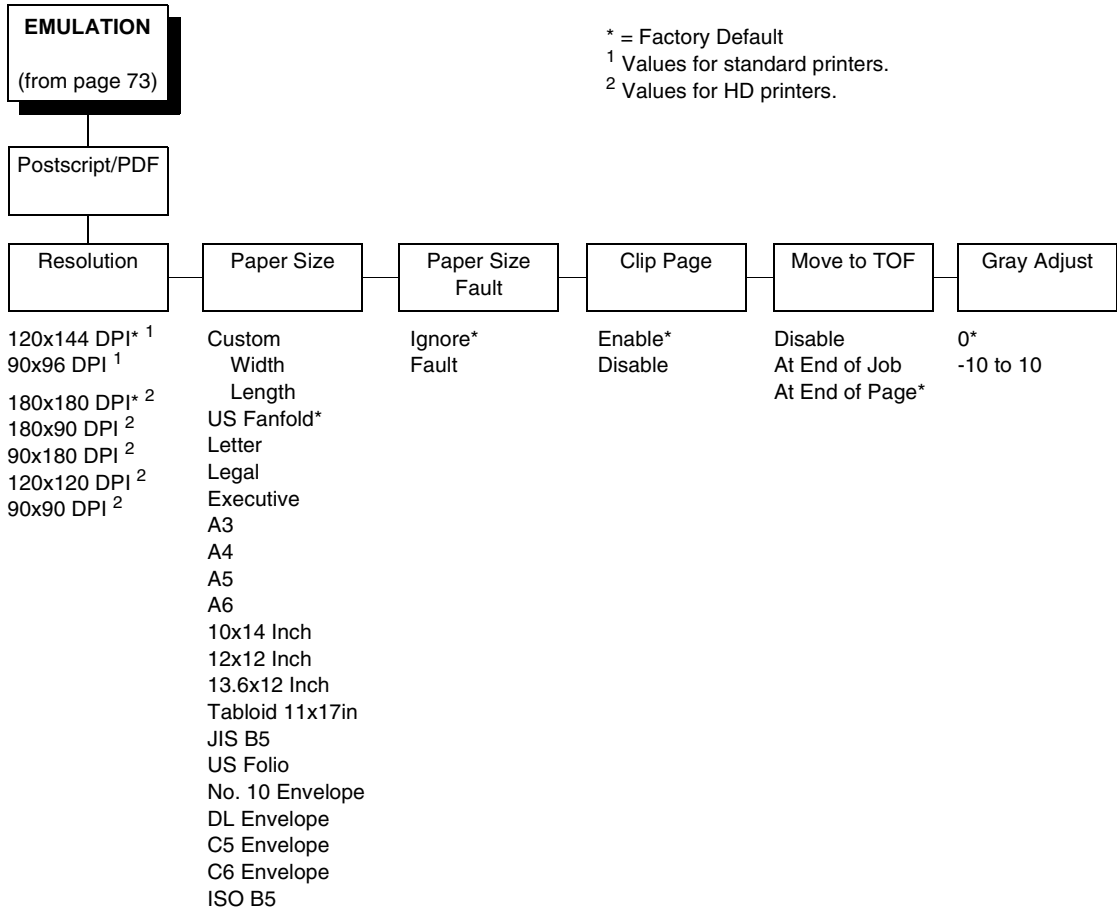 EMULATION
(from page 73)
* = Factory Default
1 Values for standard printers.
2 Values for HD printers.
Postscript/PDF
Resolution
120x144 DPI* 1
90x96 DPI 1
180x180 DPI* 2
180x90 DPI 2
90x180 DPI 2
120x120 DPI 2
90x90 DPI 2
Paper Size
Custom
Width
Length
US Fanfold*
Letter
Legal
Executive
A3
A4
A5
A6
10x14 Inch
12x12 Inch
13.6x12 Inch
Tabloid 11x17in
JIS B5
US Folio
No. 10 Envelope
DL Envelope
C5 Envelope
C6 Envelope
ISO B5
Paper Size
Fault
Ignore*
Fault
Clip Page
Enable*
Disable
Move to TOF
Disable
At End of Job
At End of Page*
Gray Adjust
0*
-10 to 10